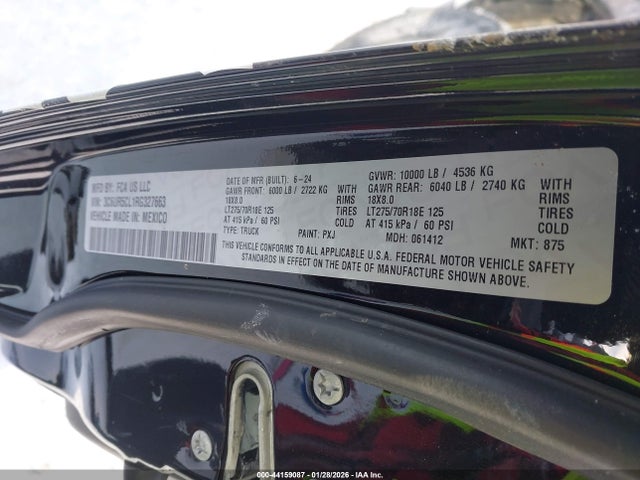 MFD BY: FCA US LLC
VIN: 3C6UR5CL1RG327663
VEHICLE MADE IN: MEXICO
DATE OF MFR (BUILT): 6-24
GAWR FRONT: 6000 LB / 2722 KG
18X8.0 RIMS
LT275/70R18E 125 TIRES
AT 415 kPa / 60 PSI COLD
TYPE: TRUCK PAINT: PXJ
GVWR: 10000 LB / 4536 KG
GAWR REAR: 6040 LB / 2740 KG
18X8.0 RIMS
LT275/70R18E 125 TIRES
AT 415 kPa / 60 PSI COLD
MDH: 061412 MKT: 875
THIS VEHICLE CONFORMS TO ALL APPLICABLE U.S.A. FEDERAL MOTOR VEHICLE SAFETY
STANDARDS IN EFFECT ON THE DATE OF MANUFACTURE SHOWN ABOVE.
000-44159087 - 01/28/2026 - IAA Inc.